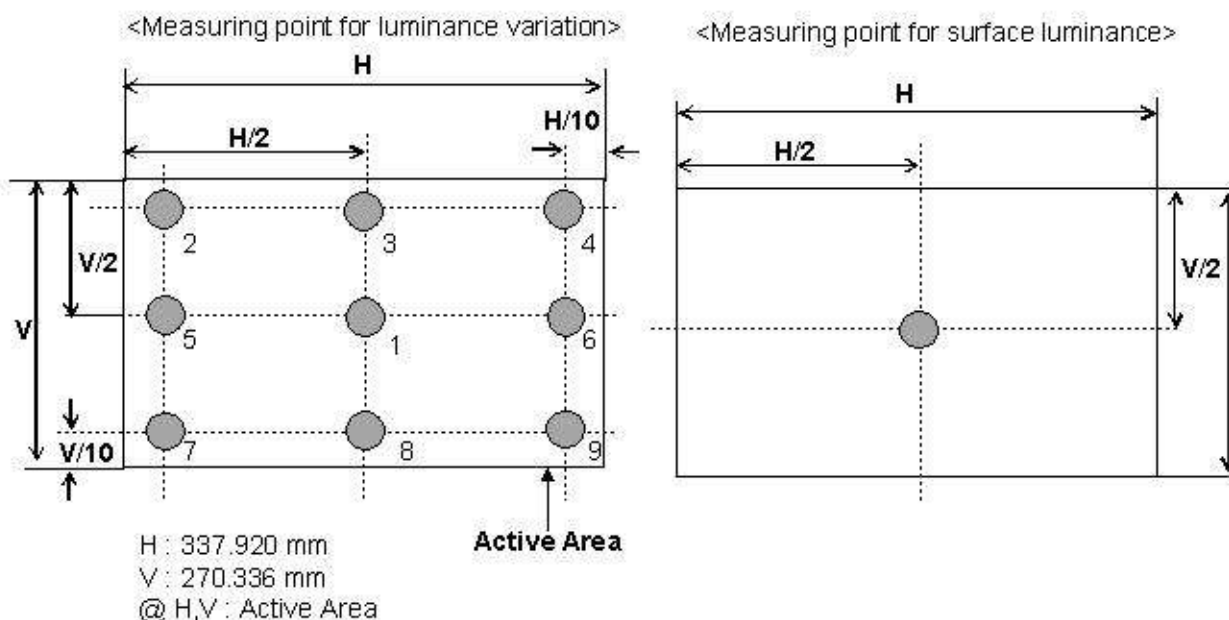 <Measuring point for luminance variation>
H
H/10
H/2
2
3
4
V/2
V
5
1
6
V/10
7
8
9
Active Area
H : 337.920 mm
V : 270.336 mm
@ H,V : Active Area
<Measuring point for surface luminance>
H
H/2
V/2